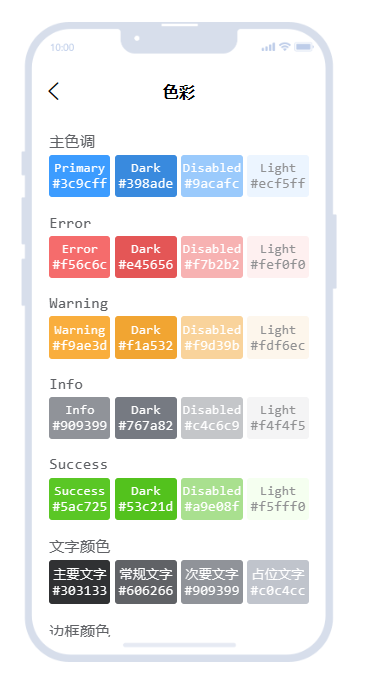 10:00
色彩
主色调
Primary Dark Disabled Light
#3c9cff #398ade #9acafc #ecf5ff
Error
Error Dark Disabled Light
#f56c6c #e45656 #f7b2b2 #fef0f0
Warning
Warning Dark Disabled Light
#f9ae3d #f1a532 #f9d39b #fdf6ec
Info
Info Dark Disabled Light
#909399 #767a82 #c4c6c9 #f4f4f5
Success
Success Dark Disabled Light
#5ac725 #53c21d #a9e08f #f5fff0
文字颜色
主要文字 常规文字 次要文字 占位文字
#303133 #606266 #909399 #c0c4cc
边框颜色